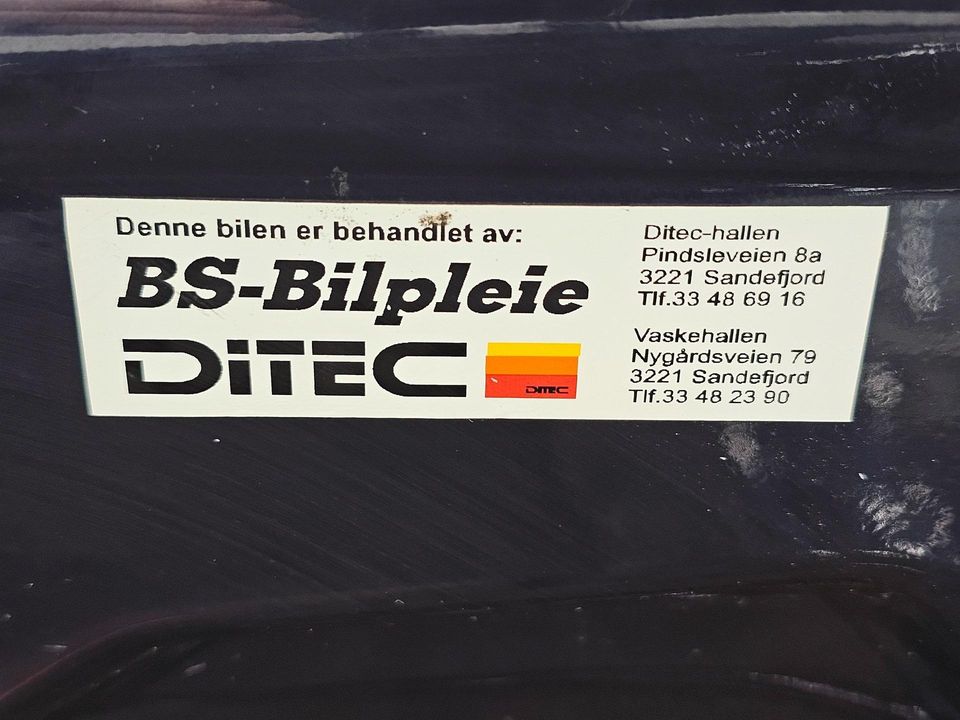 Denne bilen er behandlet av:
BS-Bilpleie
DiTEC
DiTEC
Ditec-hallen
Pindsleveien 8a
3221 Sandefjord
Tlf.33 48 69 16
Vaskehallen
Nygårdsveien 79
3221 Sandefjord
Tlf.33 48 23 90